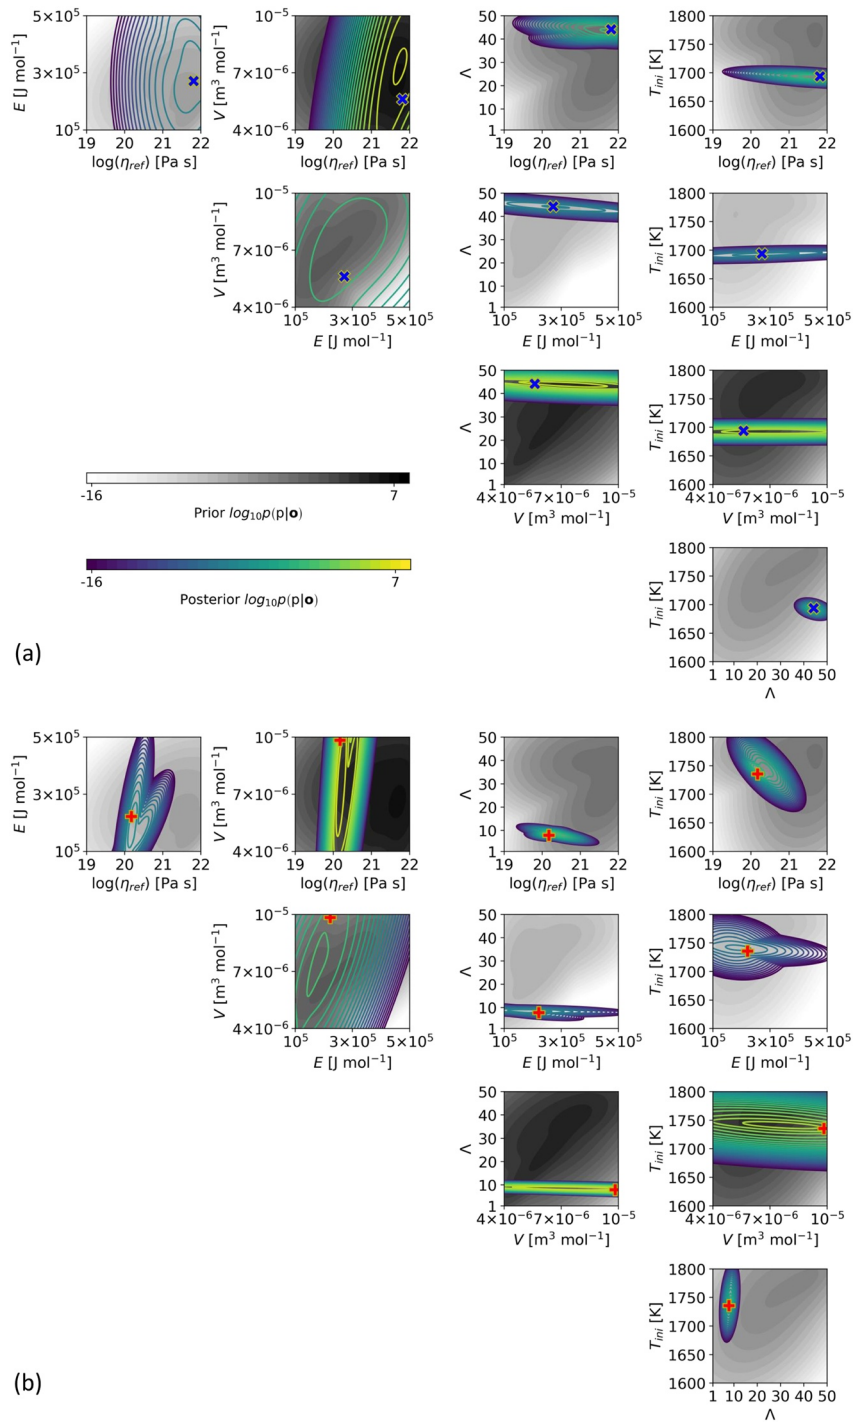 5×10⁵
3×10⁵
10⁵
E [J mol⁻¹]
19 20 21 22
log(η_ref) [Pa s]
10⁻⁵
7×10⁻⁶
4×10⁻⁶
V [m³ mol⁻¹]
19 20 21 22
log(η_ref) [Pa s]
50
40
30
20
10
1
Λ
19 20 21 22
log(η_ref) [Pa s]
1800
1750
1700
1650
1600
T_ini [K]
19 20 21 22
log(η_ref) [Pa s]
10⁻⁵
7×10⁻⁶
4×10⁻⁶
V [m³ mol⁻¹]
10⁵ 3×10⁵ 5×10⁵
E [J mol⁻¹]
50
40
30
20
10
1
Λ
10⁵ 3×10⁵ 5×10⁵
E [J mol⁻¹]
1800
1750
1700
1650
1600
T_ini [K]
10⁵ 3×10⁵ 5×10⁵
E [J mol⁻¹]
50
40
30
20
10
1
Λ
4×10⁻⁶ 7×10⁻⁶ 10⁻⁵
V [m³ mol⁻¹]
1800
1750
1700
1650
1600
T_ini [K]
4×10⁻⁶ 7×10⁻⁶ 10⁻⁵
V [m³ mol⁻¹]
-16 7
Prior log₁₀p(p|o)
-16 7
Posterior log₁₀p(p|o)
1800
1750
1700
1650
1600
T_ini [K]
1 10 20 30 40 50
Λ
(a)
5×10⁵
3×10⁵
10⁵
E [J mol⁻¹]
19 20 21 22
log(η_ref) [Pa s]
10⁻⁵
7×10⁻⁶
4×10⁻⁶
V [m³ mol⁻¹]
19 20 21 22
log(η_ref) [Pa s]
50
40
30
20
10
1
Λ
19 20 21 22
log(η_ref) [Pa s]
1800
1750
1700
1650
1600
T_ini [K]
19 20 21 22
log(η_ref) [Pa s]
10⁻⁵
7×10⁻⁶
4×10⁻⁶
V [m³ mol⁻¹]
10⁵ 3×10⁵ 5×10⁵
E [J mol⁻¹]
50
40
30
20
10
1
Λ
10⁵ 3×10⁵ 5×10⁵
E [J mol⁻¹]
1800
1750
1700
1650
1600
T_ini [K]
10⁵ 3×10⁵ 5×10⁵
E [J mol⁻¹]
50
40
30
20
10
1
Λ
4×10⁻⁶ 7×10⁻⁶ 10⁻⁵
V [m³ mol⁻¹]
1800
1750
1700
1650
1600
T_ini [K]
4×10⁻⁶ 7×10⁻⁶ 10⁻⁵
V [m³ mol⁻¹]
1800
1750
1700
1650
1600
T_ini [K]
1 10 20 30 40 50
Λ
(b)